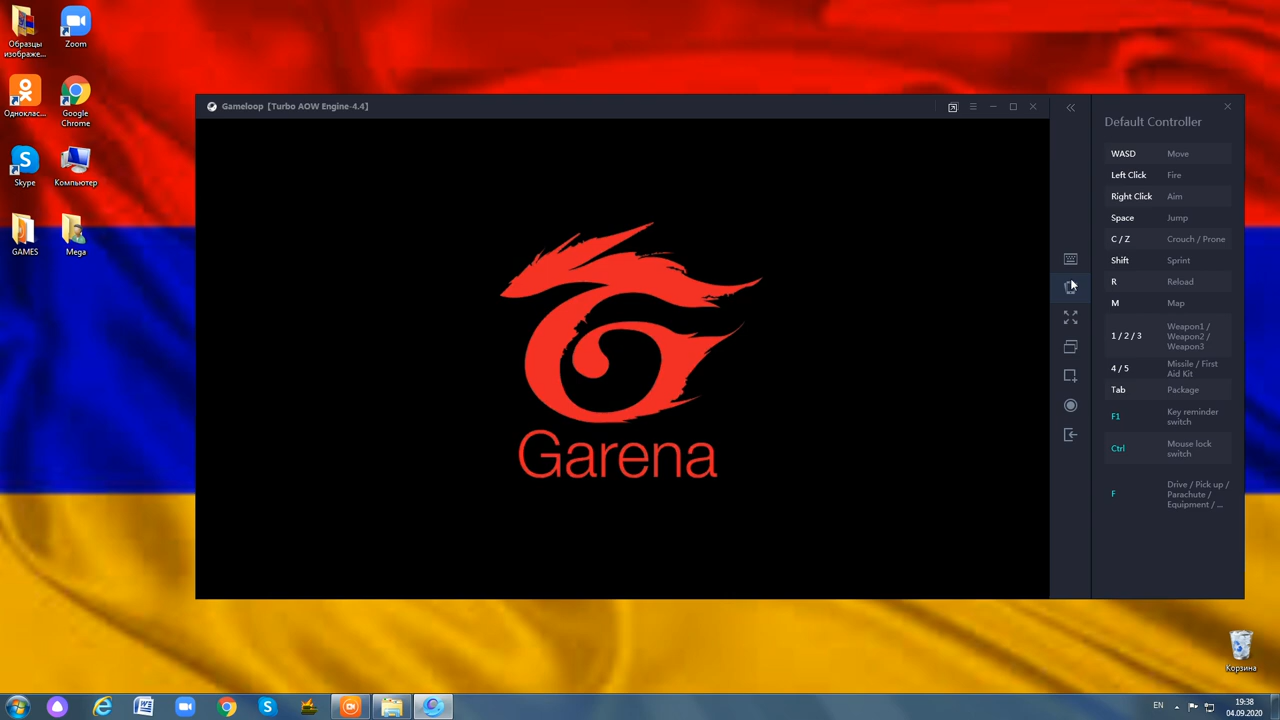 Образцы
изображе...
Zoom
Одноклас...
Google
Chrome
Skype
Компьютер
GAMES
Mega
Gameloop【Turbo AOW Engine-4.4】
Garena
Default Controller
WASD Move
Left Click Fire
Right Click Aim
Space Jump
C / Z Crouch / Prone
Shift Sprint
R Reload
M Map
1 / 2 / 3 Weapon1 /
Weapon2 /
Weapon3
4 / 5 Missile / First
Aid Kit
Tab Package
F1 Key reminder
switch
Ctrl Mouse lock
switch
F Drive / Pick up /
Parachute /
Equipment / ...
Корзина
EN
19:38
04.09.2020